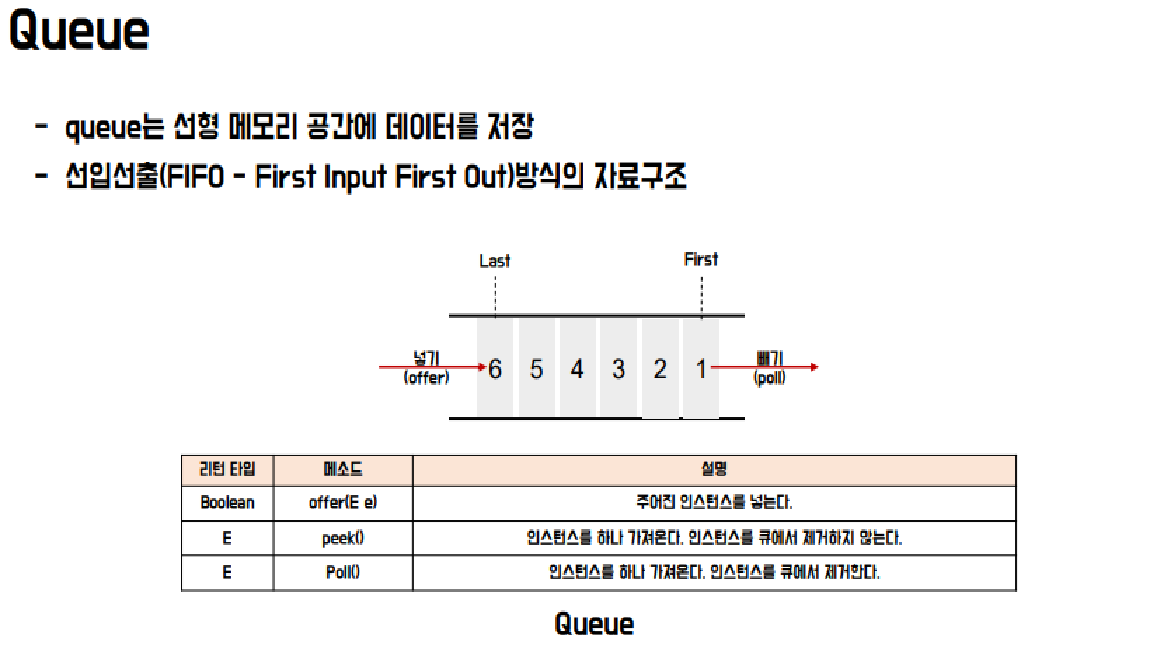 Queue
- queue는 선형 메모리 공간에 데이터를 저장
- 선입선출(FIFO - First Input First Out)방식의 자료구조
Last First
넣기 6 5 4 3 2 1 빼기
(offer) (poll)
리턴 타입 메소드 설명
Boolean offer(E e) 주어진 인스턴스를 넣는다.
E peek() 인스턴스를 하나 가져온다. 인스턴스를 큐에서 제거하지 않는다.
E Poll() 인스턴스를 하나 가져온다. 인스턴스를 큐에서 제거한다.
Queue